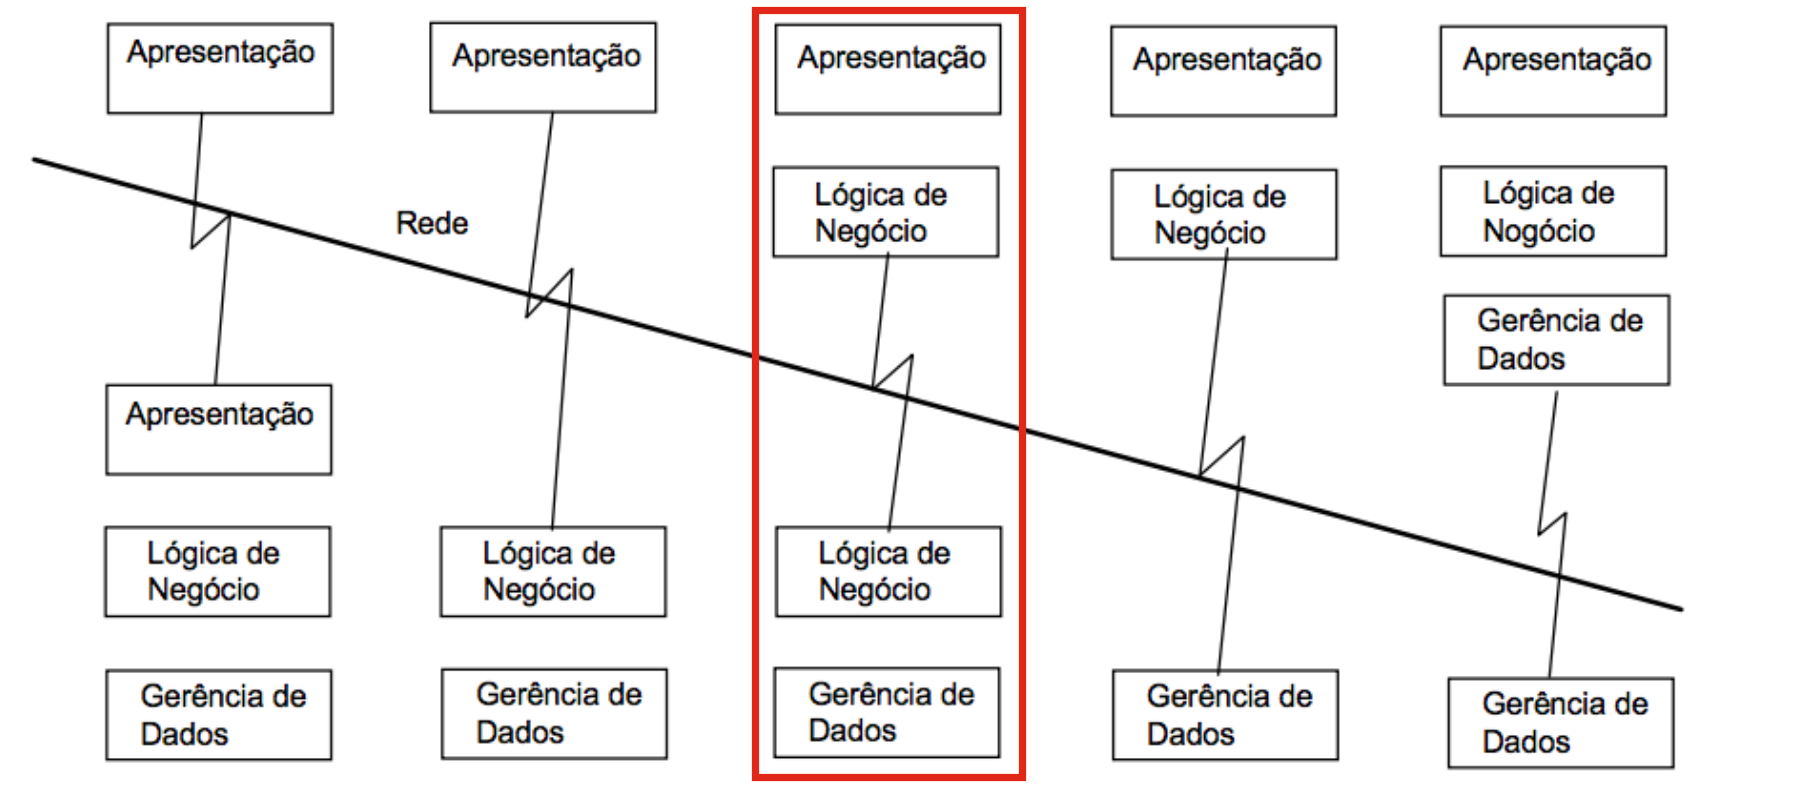 Apresentação
Apresentação
Apresentação
Apresentação
Apresentação
Lógica de
Negócio
Lógica de
Negócio
Lógica de
Nogócio
Rede
Gerência de
Dados
Apresentação
Lógica de
Negócio
Lógica de
Negócio
Lógica de
Negócio
Gerência de
Dados
Gerência de
Dados
Gerência de
Dados
Gerência de
Dados
Gerência de
Dados